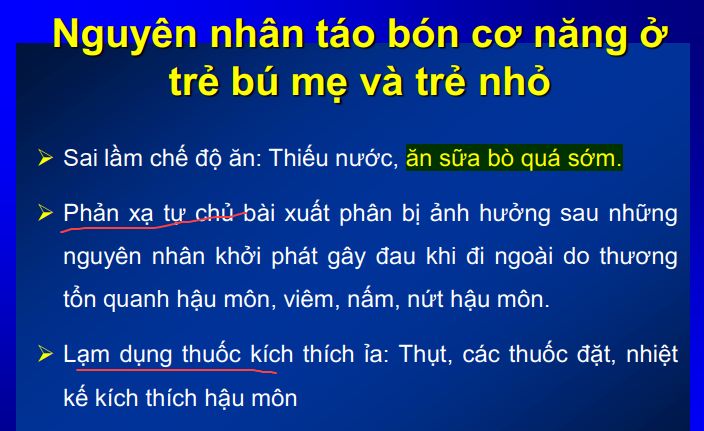 Nguyên nhân táo bón cơ năng ở
trẻ bú mẹ và trẻ nhỏ
Sai lầm chế độ ăn: Thiếu nước, ăn sữa bò quá sớm.
Phản xạ tự chủ bài xuất phân bị ảnh hưởng sau những
nguyên nhân khởi phát gây đau khi đi ngoài do thương
tổn quanh hậu môn, viêm, nấm, nứt hậu môn.
Lạm dụng thuốc kích thích ỉa: Thụt, các thuốc đặt, nhiệt
kế kích thích hậu môn